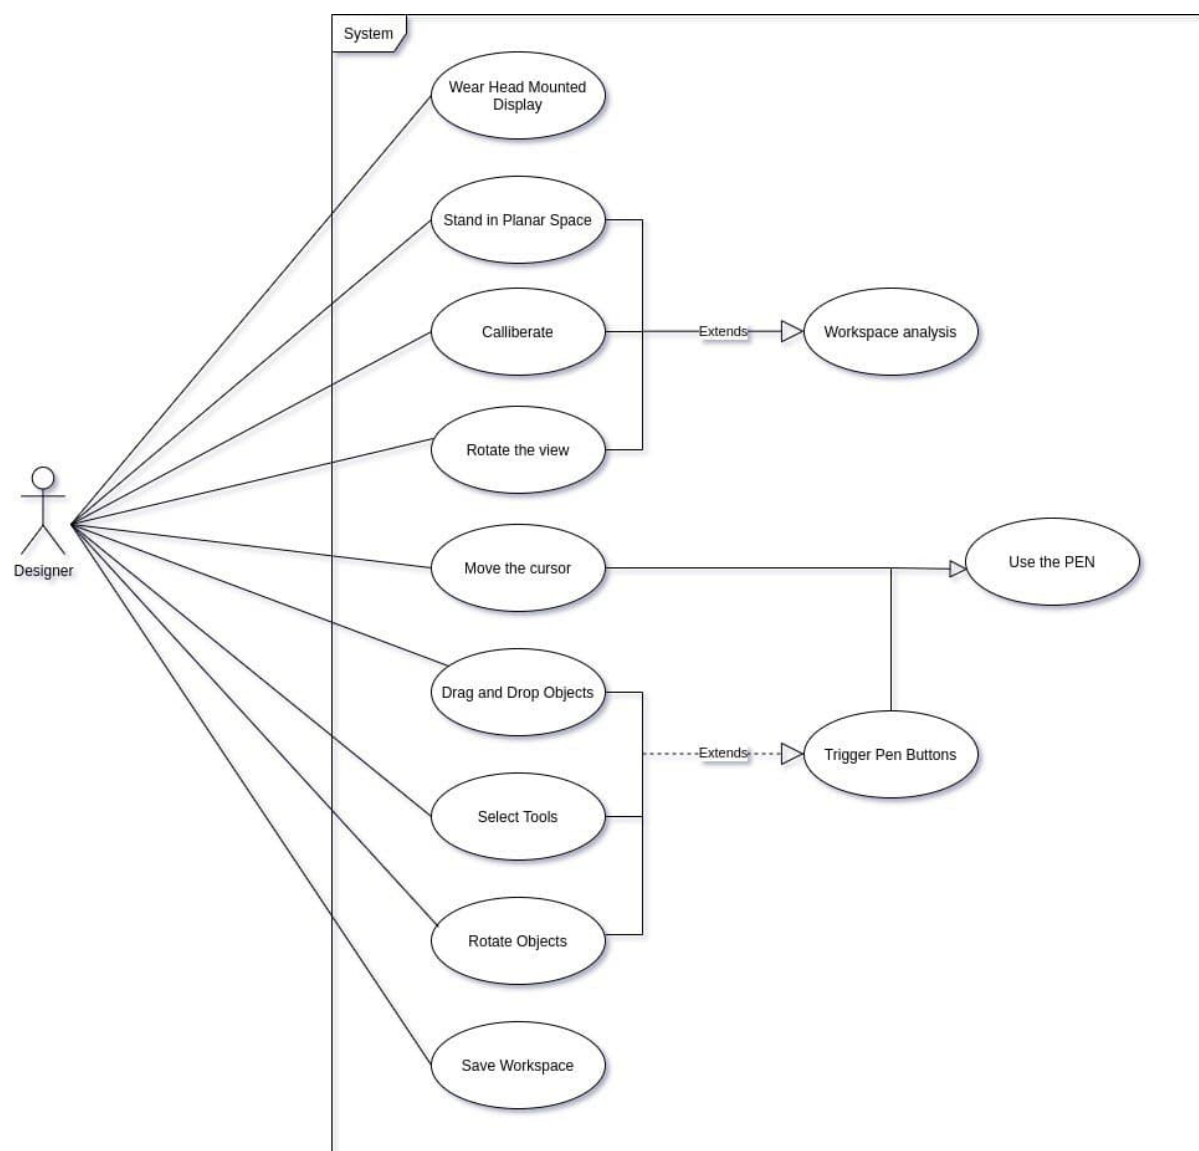 System
Wear Head Mounted
Display
Stand in Planar Space
Calliberate
Extends
Workspace analysis
Rotate the view
Designer
Move the cursor
Use the PEN
Drag and Drop Objects
Extends
Trigger Pen Buttons
Select Tools
Rotate Objects
Save Workspace